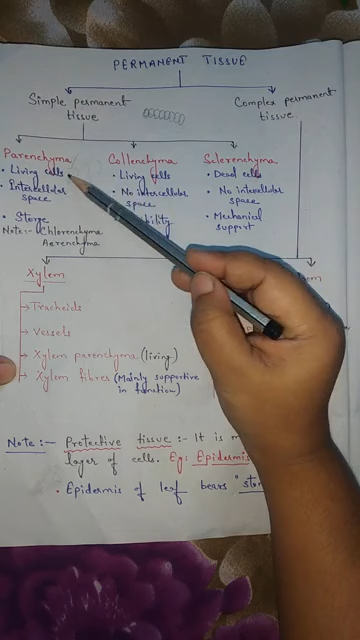 PERMANENT TISSUE
Simple permanent
tissue
Complex permanent
tissue
Parenchyma
• Living cells
• Intercellular
space
• Storge
Note:- Chlorenchyma
Aerenchyma
Collenchyma
• Living cells
• No intercellular
space
Sclerenchyma
• Dead cells
• No intercellular
space
• Mechanical
support
Xylem
Tracheids
Vessels
Xylem parenchyma (living)
Xylem fibres (Mainly supportive
in function)
Note:- Protective tissue:- It is
layer of cells. Eg: Epidermis
• Epidermis of leaf bears